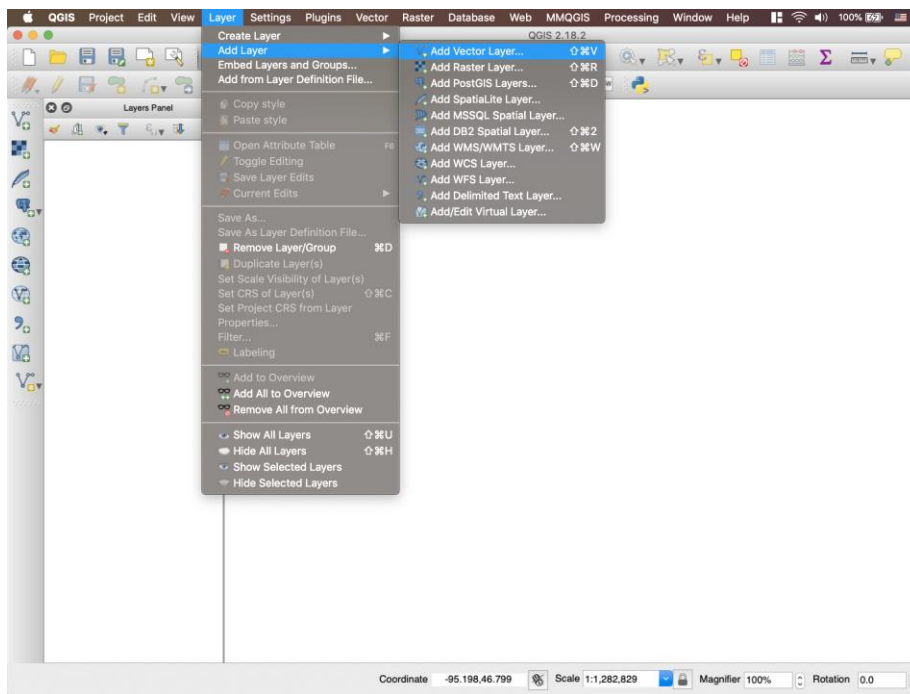 QGIS Project Edit View Layer Settings Plugins Vector Raster Database Web MMQGIS Processing Window Help 100%
QGIS 2.18.2
Create Layer
Add Layer
Embed Layers and Groups...
Add from Layer Definition File...
Copy style
Paste style
Open Attribute Table F6
Toggle Editing
Save Layer Edits
Current Edits
Save As...
Save As Layer Definition File...
Remove Layer/Group ⌘D
Duplicate Layer(s)
Set Scale Visibility of Layer(s)
Set CRS of Layer(s) ⇧⌘C
Set Project CRS from Layer
Properties...
Filter... ⌘F
Labeling
Add to Overview
Add All to Overview
Remove All from Overview
Show All Layers ⇧⌘U
Hide All Layers ⇧⌘H
Show Selected Layers
Hide Selected Layers
Add Vector Layer... ⇧⌘V
Add Raster Layer... ⇧⌘R
Add PostGIS Layers... ⇧⌘D
Add SpatiaLite Layer...
Add MSSQL Spatial Layer...
Add DB2 Spatial Layer... ⇧⌘2
Add WMS/WMTS Layer... ⇧⌘W
Add WCS Layer...
Add WFS Layer...
Add Delimited Text Layer...
Add/Edit Virtual Layer...
Layers Panel
Coordinate -95.198,46.799 Scale 1:1,282,829 Magnifier 100% Rotation 0.0